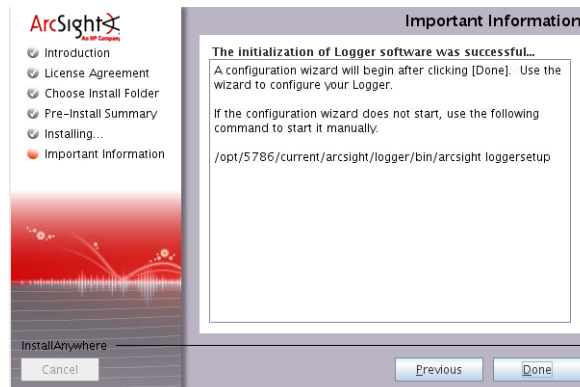 ArcSight
An HP Company
Important Information
Introduction
License Agreement
Choose Install Folder
Pre-Install Summary
Installing...
Important Information
The initialization of Logger software was successful...
A configuration wizard will begin after clicking [Done].  Use the
wizard to configure your Logger.
If the configuration wizard does not start, use the following
command to start it manually.
/opt/5786/current/arcsight/logger/bin/arcsight loggersetup
InstallAnywhere
Cancel
Previous
Done